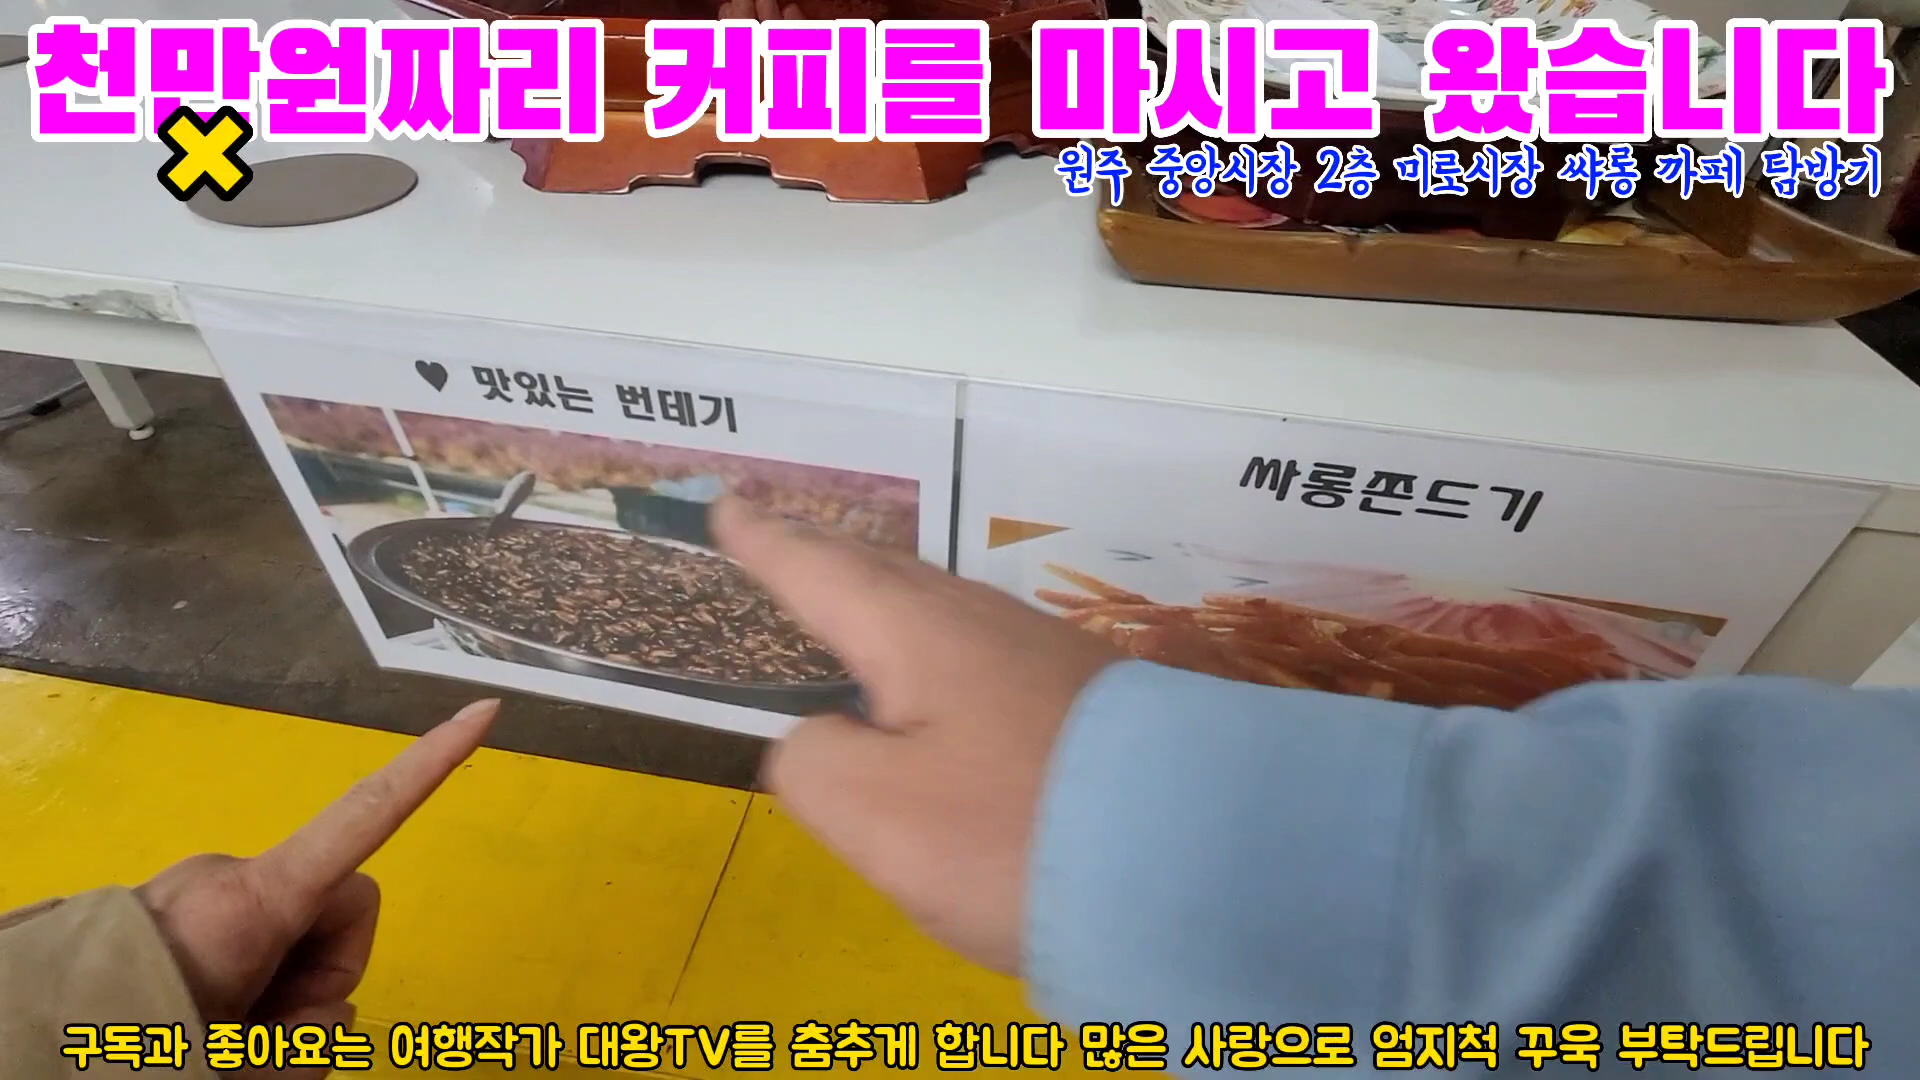 천만원짜리 커피를 마시고 왔습니다
원주 중앙시장 2층 미로시장 싸롱 까페 탐방기
♥ 맛있는 번데기
싸롱쫀드기
구독과 좋아요는 여행작가 대왕TV를 춤추게 합니다 많은 사랑으로 엄지척 꾸욱 부탁드립니다